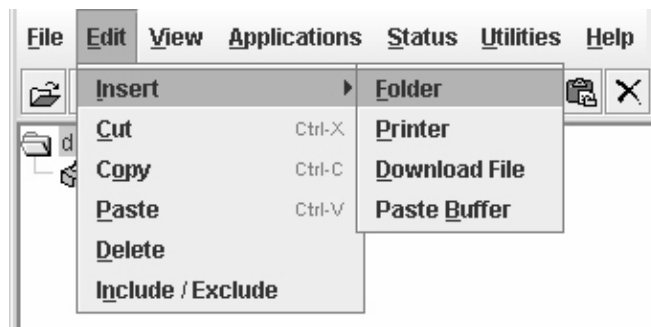 File Edit View Applications Status Utilities Help
Insert Folder
Cut Ctrl-X Printer
Copy Ctrl-C Download File
Paste Ctrl-V Paste Buffer
d
Delete
Include / Exclude